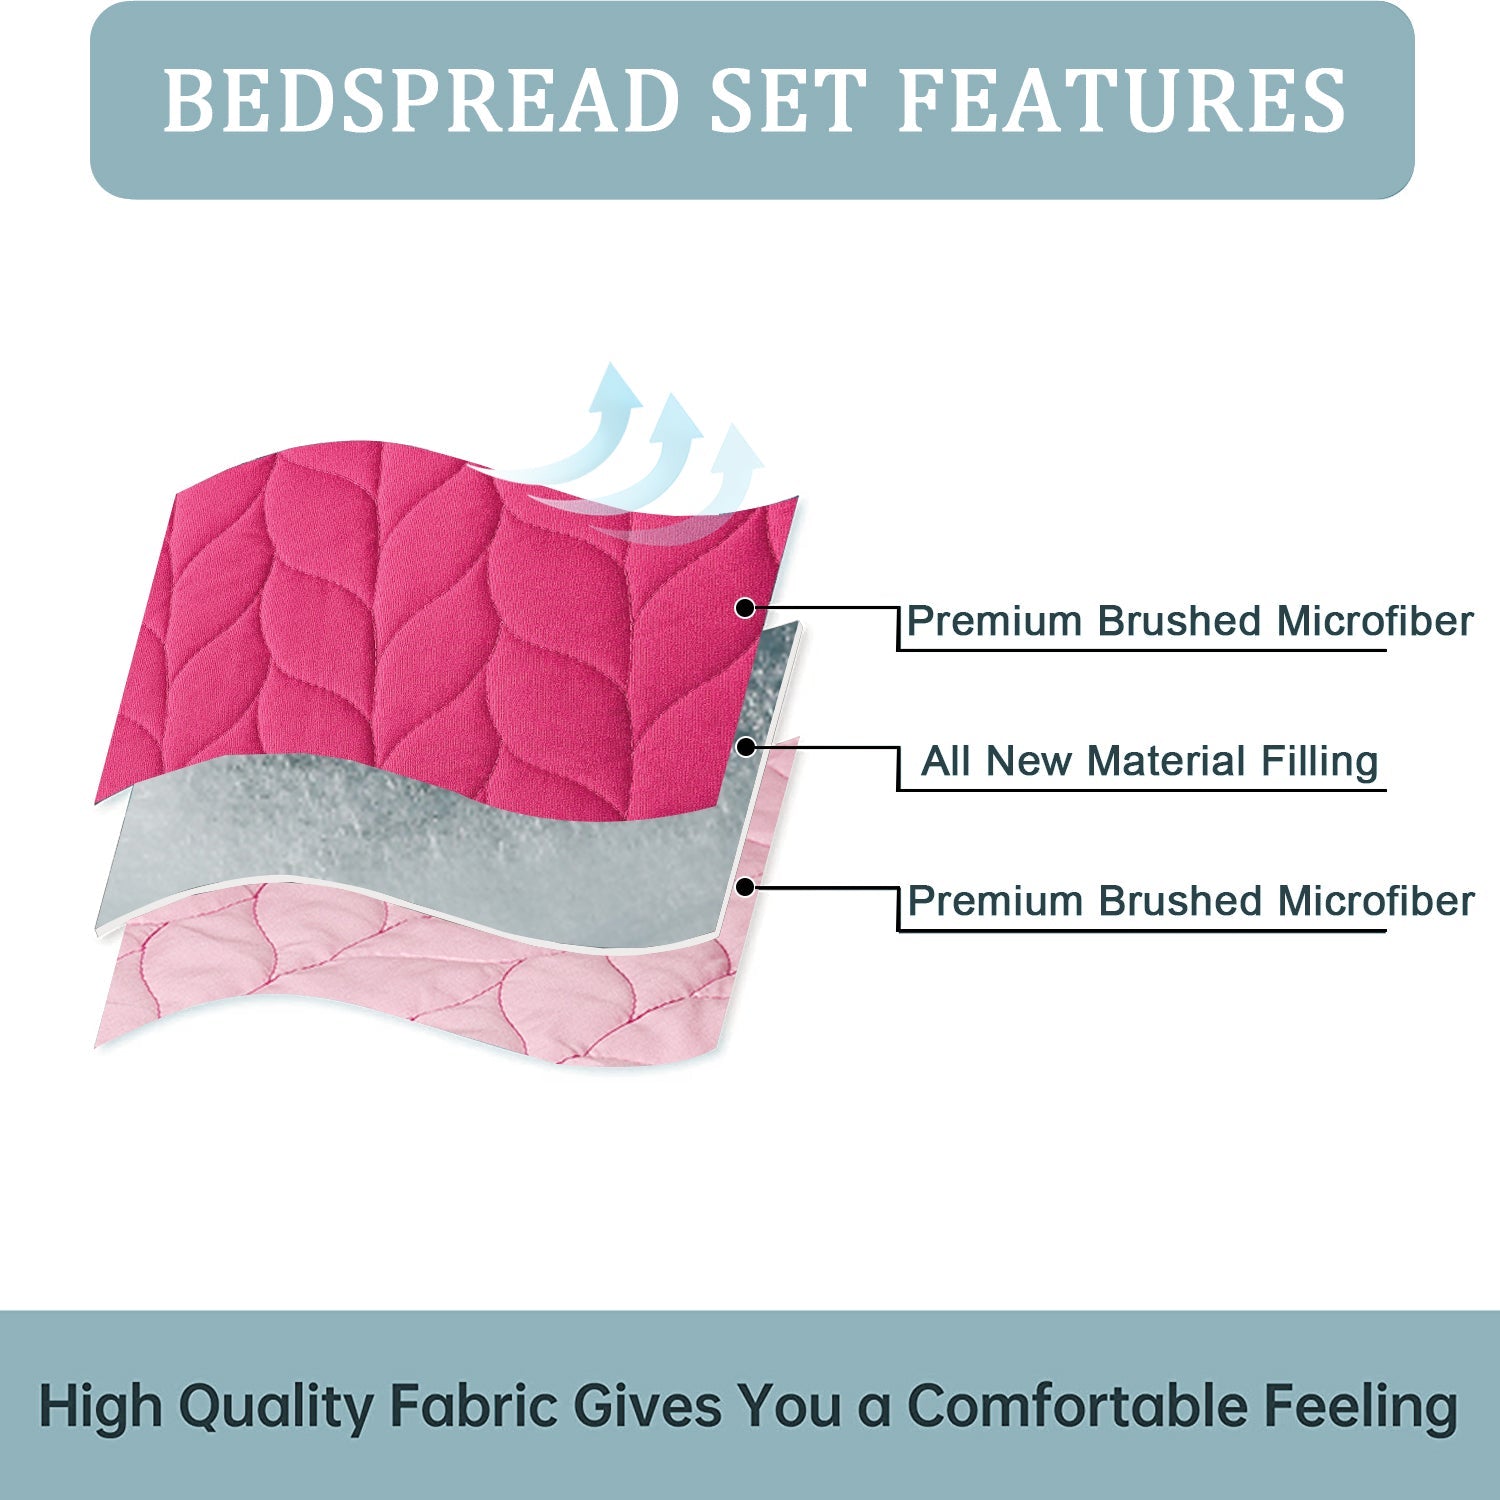 BEDSPREAD SET FEATURES
Premium Brushed Microfiber
All New Material Filling
Premium Brushed Microfiber
High Quality Fabric Gives You a Comfortable Feeling